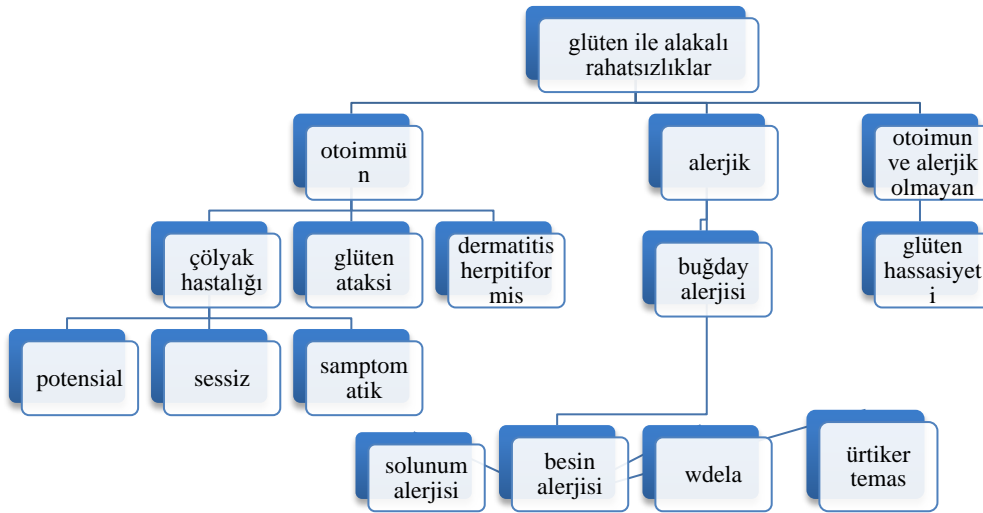 glüten ile alakalı
rahatsızlıklar
otoimmü
n
alerjik
otoimun
ve alerjik
olmayan
çölyak
hastalığı
glüten
ataksi
dermatitis
herpitifor
mis
buğday
alerjisi
glüten
hassasiyet
i
potensial
sessiz
samptom
atik
solunum
alerjisi
besin
alerjisi
wdela
ürtiker
temas